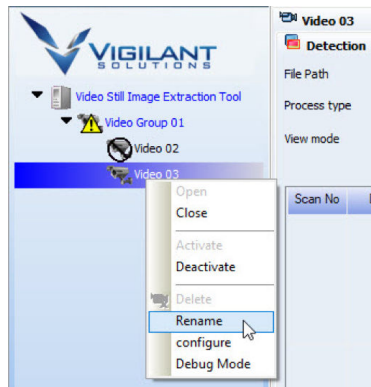 VIGILANT
SOLUTIONS
Video Still Image Extraction Tool
Video Group 01
Video 02
Video 03
Open
Close
Activate
Deactivate
Delete
Rename
configure
Debug Mode
Video 03
Detection
File Path
Process type
View mode
Scan No